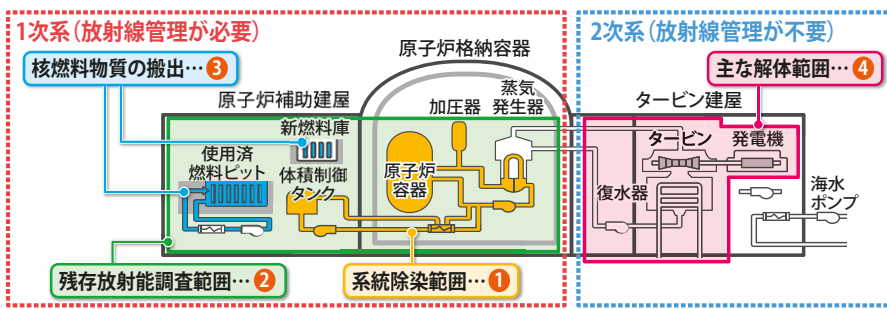 1次系（放射線管理が必要）
2次系（放射線管理が不要）
核燃料物質の搬出…❸
原子炉格納容器
主な解体範囲…❹
原子炉補助建屋
加圧器
蒸気
発生器
タービン建屋
新燃料庫
タービン
発電機
使用済
燃料ピット
体積制御
タンク
原子炉
容器
復水器
海水
ポンプ
残存放射能調査範囲…❷
系統除染範囲…❶